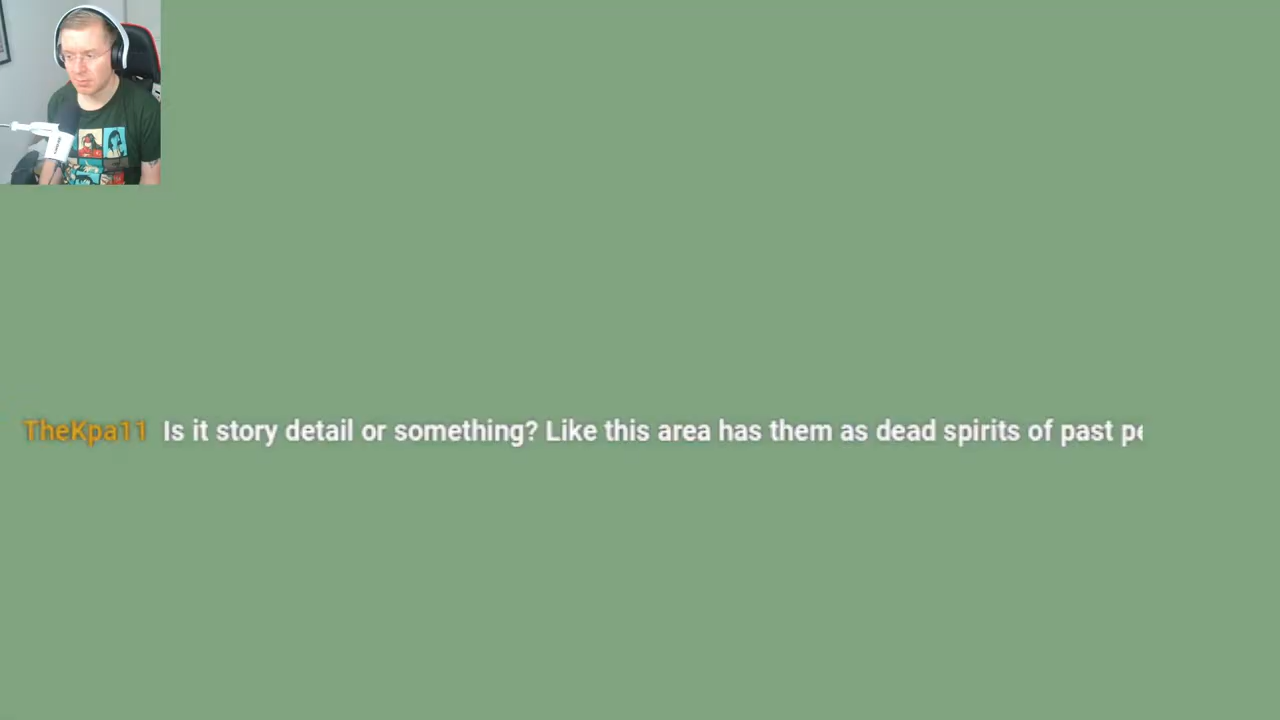 TheKpa11 Is it story detail or something? Like this area has them as dead spirits of past